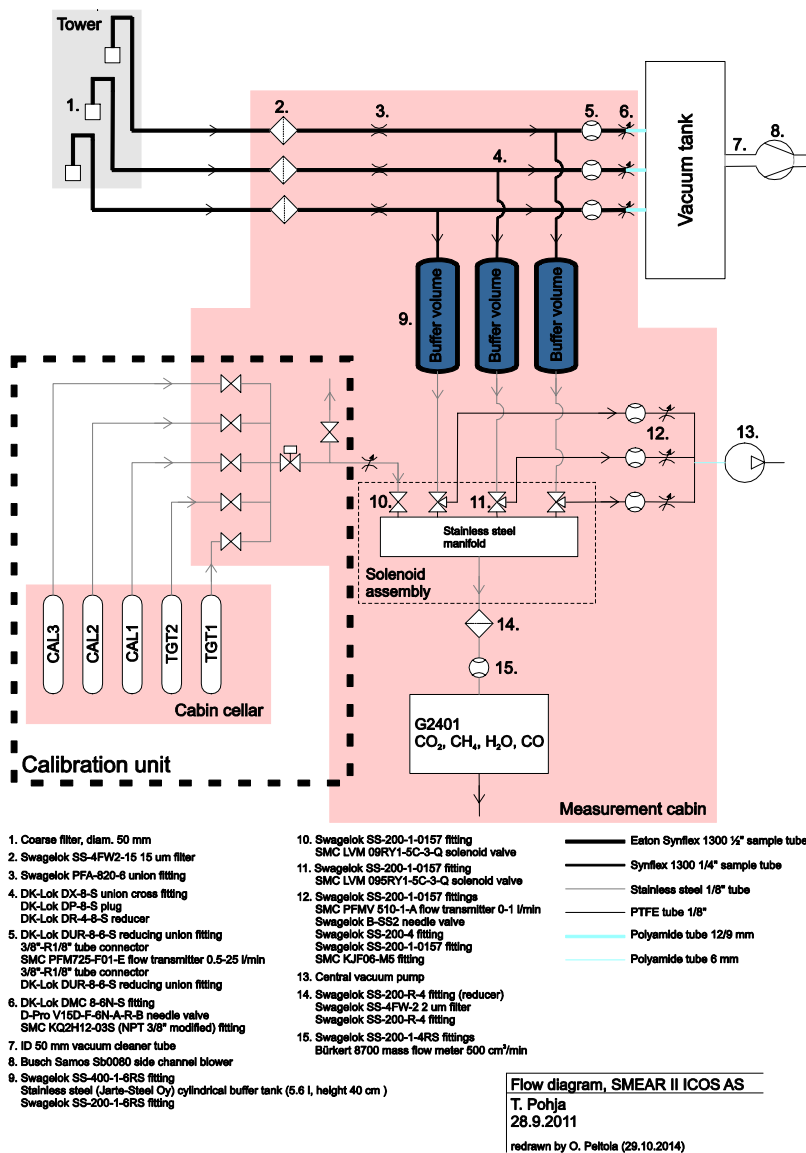 Tower
1.
2.
3.
4.
5.
6.
7.
8.
Vacuum tank
9.
Buffer volume
Buffer volume
Buffer volume
10.
11.
12.
13.
Stainless steel
manifold
Solenoid
assembly
14.
15.
G2401
CO₂, CH₄, H₂O, CO
CAL3
CAL2
CAL1
TGT2
TGT1
Cabin cellar
Calibration unit
Measurement cabin
1. Coarse filter, diam. 50 mm
2. Swagelok SS-4FW2-15 15 um filter
3. Swagelok PFA-820-6 union fitting
4. DK-Lok DX-8-S union cross fitting
DK-Lok DP-8-S plug
DK-Lok DR-4-8-S reducer
5. DK-Lok DUR-8-6-S reducing union fitting
3/8"-R1/8" tube connector
SMC PFM725-F01-E flow transmitter 0.5-25 l/min
3/8"-R1/8" tube connector
DK-Lok DUR-8-6-S reducing union fitting
6. DK-Lok DMC 8-6N-S fitting
D-Pro V15D-F-6N-A-R-B needle valve
SMC KQ2H12-03S (NPT 3/8" modified) fitting
7. ID 50 mm vacuum cleaner tube
8. Busch Samos Sb0080 side channel blower
9. Swagelok SS-400-1-6RS fitting
Stainless steel (Jarte-Steel Oy) cylindrical buffer tank (5.6 l, height 40 cm )
Swagelok SS-200-1-6RS fitting
10. Swagelok SS-200-1-0157 fitting
SMC LVM 09RY1-5C-3-Q solenoid valve
11. Swagelok SS-200-1-0157 fitting
SMC LVM 095RY1-5C-3-Q solenoid valve
12. Swagelok SS-200-1-0157 fittings
SMC PFMV 510-1-A flow transmitter 0-1 l/min
Swagelok B-SS2 needle valve
Swagelok SS-200-4 fitting
Swagelok SS-200-1-0157 fitting
SMC KJF06-M5 fitting
13. Central vacuum pump
14. Swagelok SS-200-R-4 fitting (reducer)
Swagelok SS-4FW-2 2 um filter
Swagelok SS-200-R-4 fitting
15. Swagelok SS-200-1-4RS fittings
Bürkert 8700 mass flow meter 500 cm³/min
Eaton Synflex 1300 ½" sample tube
Synflex 1300 1/4" sample tube
Stainless steel 1/8" tube
PTFE tube 1/8"
Polyamide tube 12/9 mm
Polyamide tube 6 mm
Flow diagram, SMEAR II ICOS AS
T. Pohja
28.9.2011
redrawn by O. Peltola (29.10.2014)